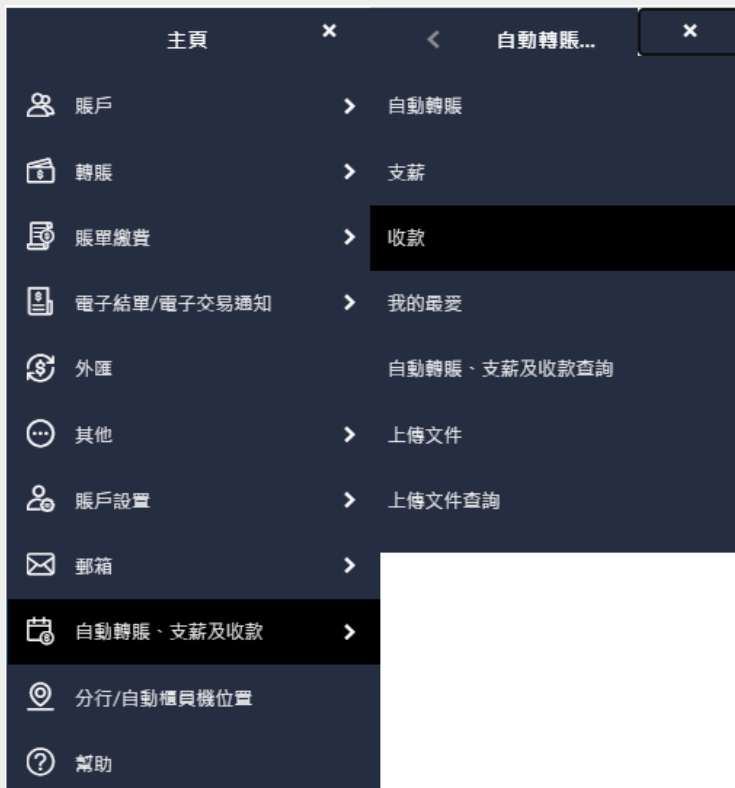 主頁
賬戶
轉賬
賬單繳費
電子結單/電子交易通知
外匯
其他
賬戶設置
郵箱
自動轉賬、支薪及收款
分行/自動櫃員機位置
幫助
自動轉賬...
自動轉賬
支薪
收款
我的最愛
自動轉賬、支薪及收款查詢
上傳文件
上傳文件查詢